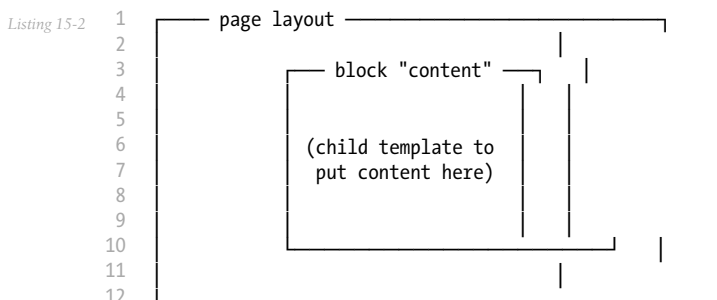 Listing 15-2
1 page layout
2
3 block "content"
4
5
6 (child template to
7 put content here)
8
9
10
11
12